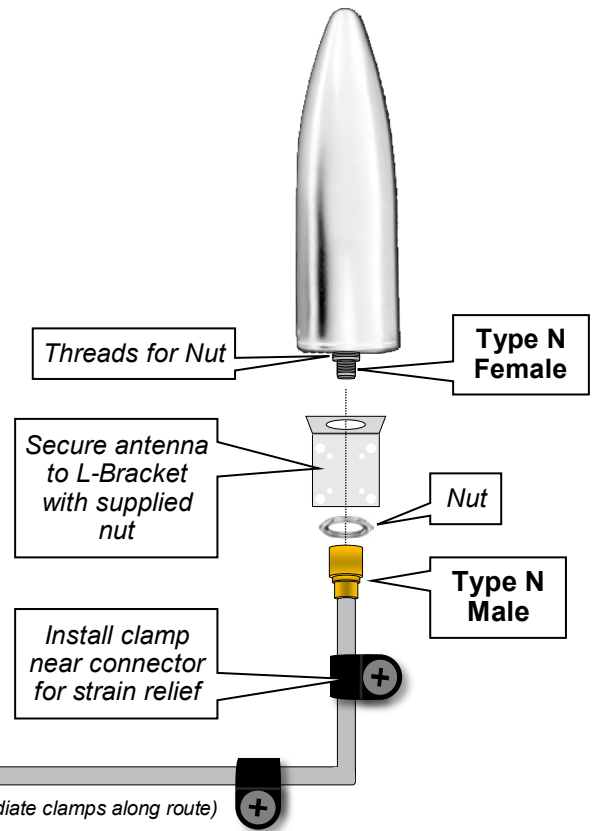 Threads for Nut
Type N
Female
Secure antenna
to L-Bracket
with supplied
nut
Nut
Type N
Male
Install clamp
near connector
for strain relief
clamps along route)